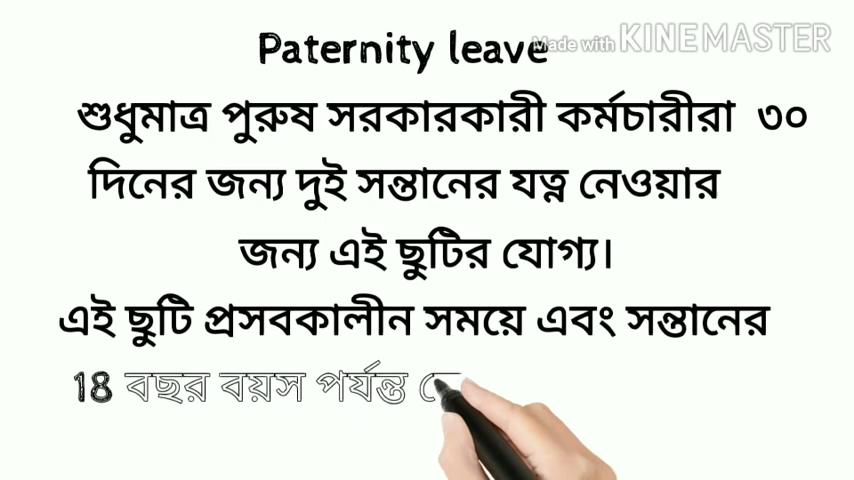 Paternity leave
Made with KINEMASTER
শুধুমাত্র পুরুষ সরকারকারী কর্মচারীরা ৩০
দিনের জন্য দুই সন্তানের যত্ন নেওয়ার
জন্য এই ছুটির যোগ্য।
এই ছুটি প্রসবকালীন সময়ে এবং সন্তানের
18 বছর বয়স পর্যন্ত